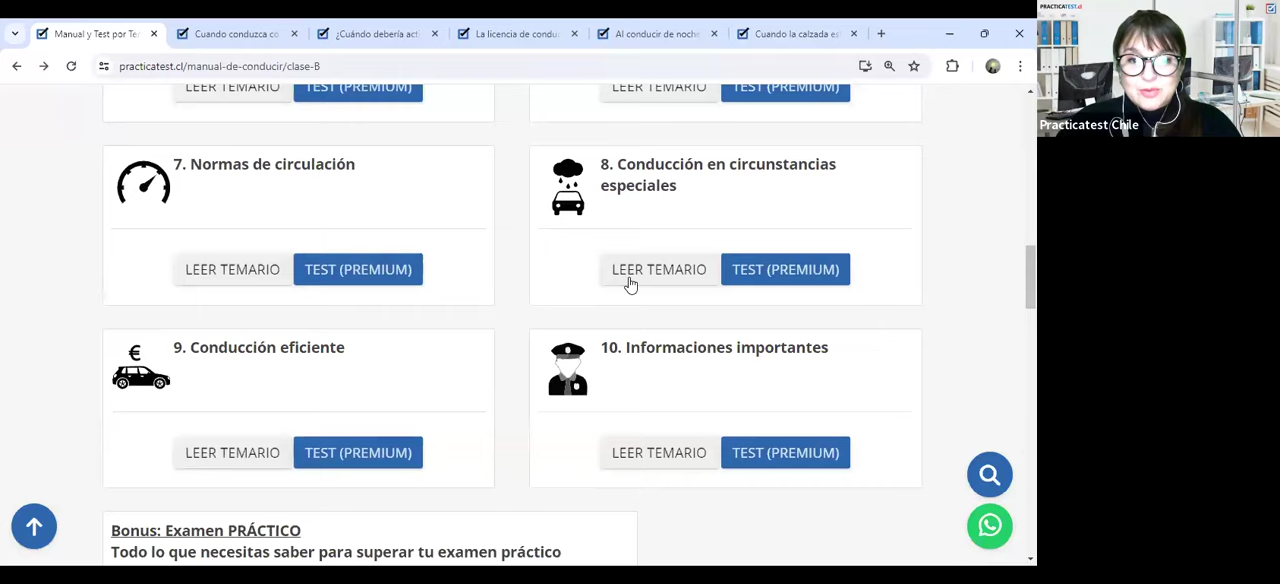 Manual y Test por Te
Cuando conduzca co
¿Cuándo debería act
La licencia de condu
Al conducir de noche
Cuando la calzada es
practicatest.cl/manual-de-conducir/clase-B
PRACTICATEST.cl
Practicatest Chile
LEER TEMARIO
TEST (PREMIUM)
LEER TEMARIO
TEST (PREMIUM)
7. Normas de circulación
LEER TEMARIO
TEST (PREMIUM)
8. Conducción en circunstancias
especiales
LEER TEMARIO
TEST (PREMIUM)
€
9. Conducción eficiente
LEER TEMARIO
TEST (PREMIUM)
10. Informaciones importantes
LEER TEMARIO
TEST (PREMIUM)
Bonus: Examen PRÁCTICO
Todo lo que necesitas saber para superar tu examen práctico